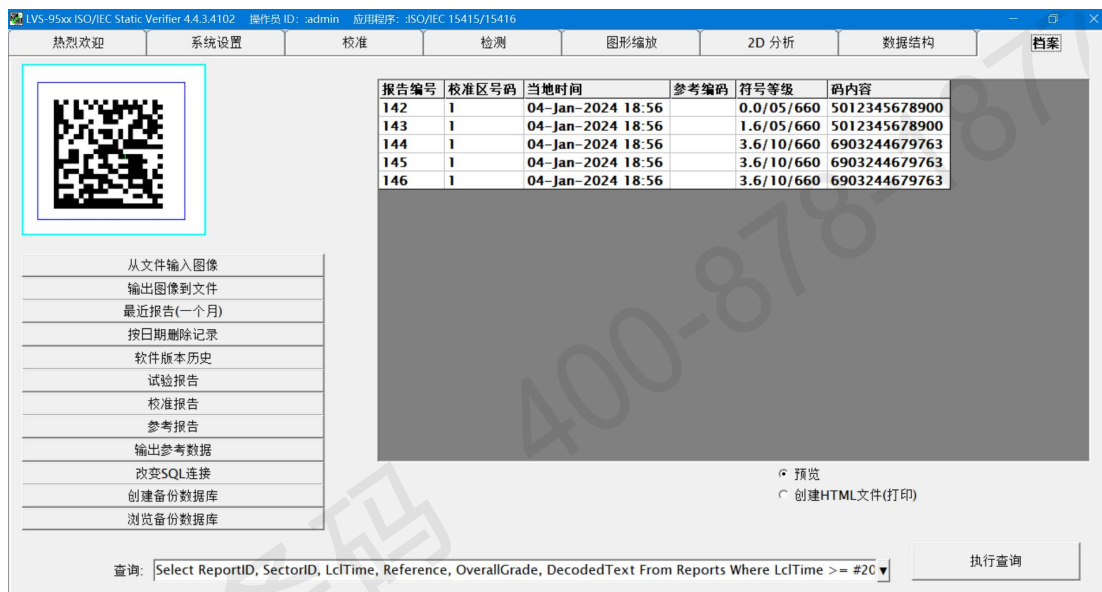 LVS-95xx ISO/IEC Static Verifier 4.4.3.4102 操作员 ID: :admin 应用程序: :ISO/IEC 15415/15416
热烈欢迎 系统设置 校准 检测 图形缩放 2D 分析 数据结构 档案
报告编号 校准区号码 当地时间 参考编码 符号等级 码内容
142 1 04-Jan-2024 18:56 0.0/05/660 5012345678900
143 1 04-Jan-2024 18:56 1.6/05/660 5012345678900
144 1 04-Jan-2024 18:56 3.6/10/660 6903244679763
145 1 04-Jan-2024 18:56 3.6/10/660 6903244679763
146 1 04-Jan-2024 18:56 3.6/10/660 6903244679763
从文件输入图像
输出图像到文件
最近报告(一个月)
按日期删除记录
软件版本历史
试验报告
校准报告
参考报告
输出参考数据
改变SQL连接
创建备份数据库
浏览备份数据库
预览
创建HTML文件(打印)
查询: Select ReportID, SectorID, LclTime, Reference, OverallGrade, DecodedText From Reports Where LclTime >= #20
执行查询
条码 400-878-1787